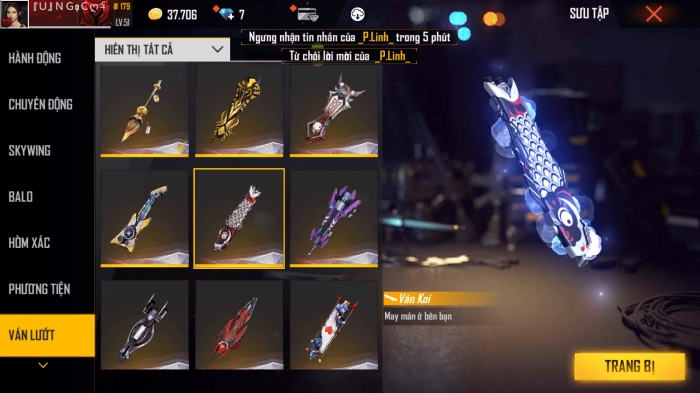 179
LV.51
37.706
7
SƯU TẬP
Ngưng nhận tin nhắn của _P.Linh_ trong 5 phút
Từ chối lời mời của _P.Linh_
HIỂN THỊ TẤT CẢ
HÀNH ĐỘNG
CHUYỂN ĐỘNG
SKYWING
BALO
HÒM XÁC
PHƯƠNG TIỆN
VÁN LƯỚT
Ván Koi
May mắn ở bên bạn
TRANG BỊ